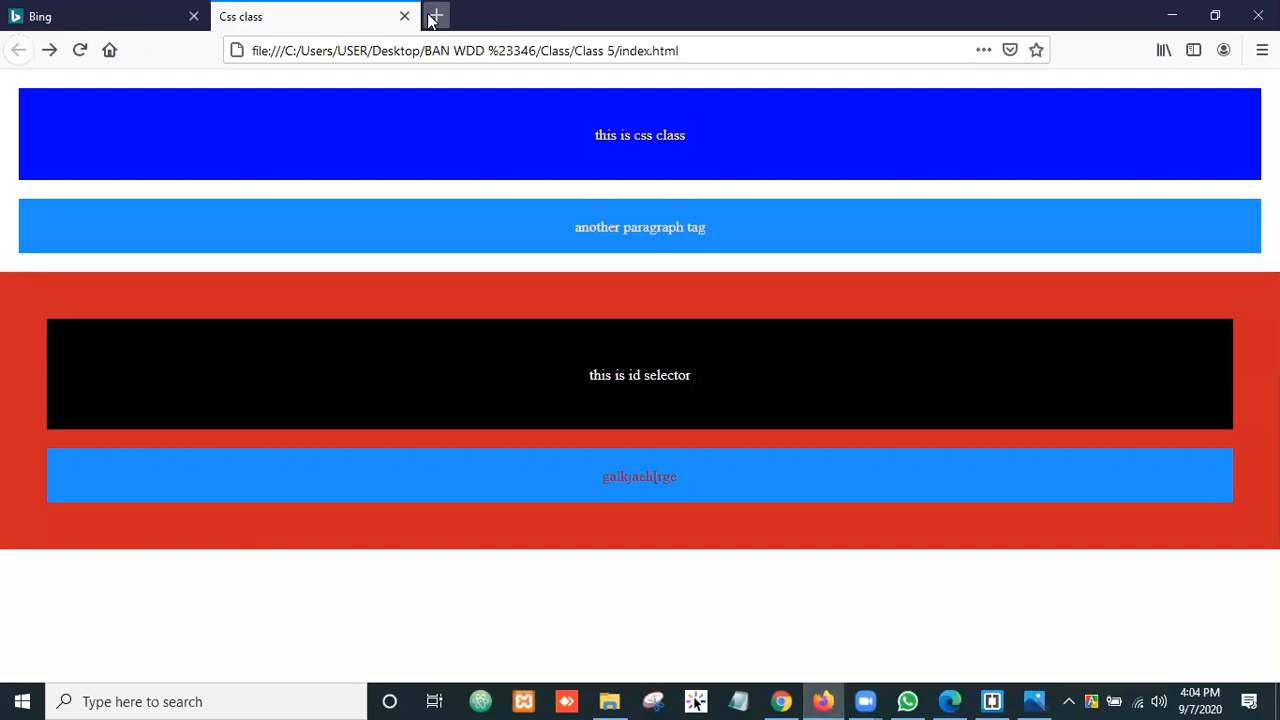 Bing
Css class
file:///C:/Users/USER/Desktop/BAN WDD %23346/Class/Class 5/index.html
this is css class
another paragraph tag
this is id selector
galkjaeh[rge
Type here to search
4:04 PM
9/7/2020